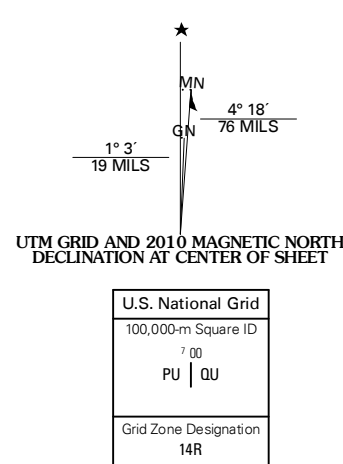 ★
MN
4° 18´
76 MILS
GN
1° 3´
19 MILS
UTM GRID AND 2010 MAGNETIC NORTH
DECLINATION AT CENTER OF SHEET
U.S. National Grid
100,000-m Square ID
7 00
PU | QU
Grid Zone Designation
14R